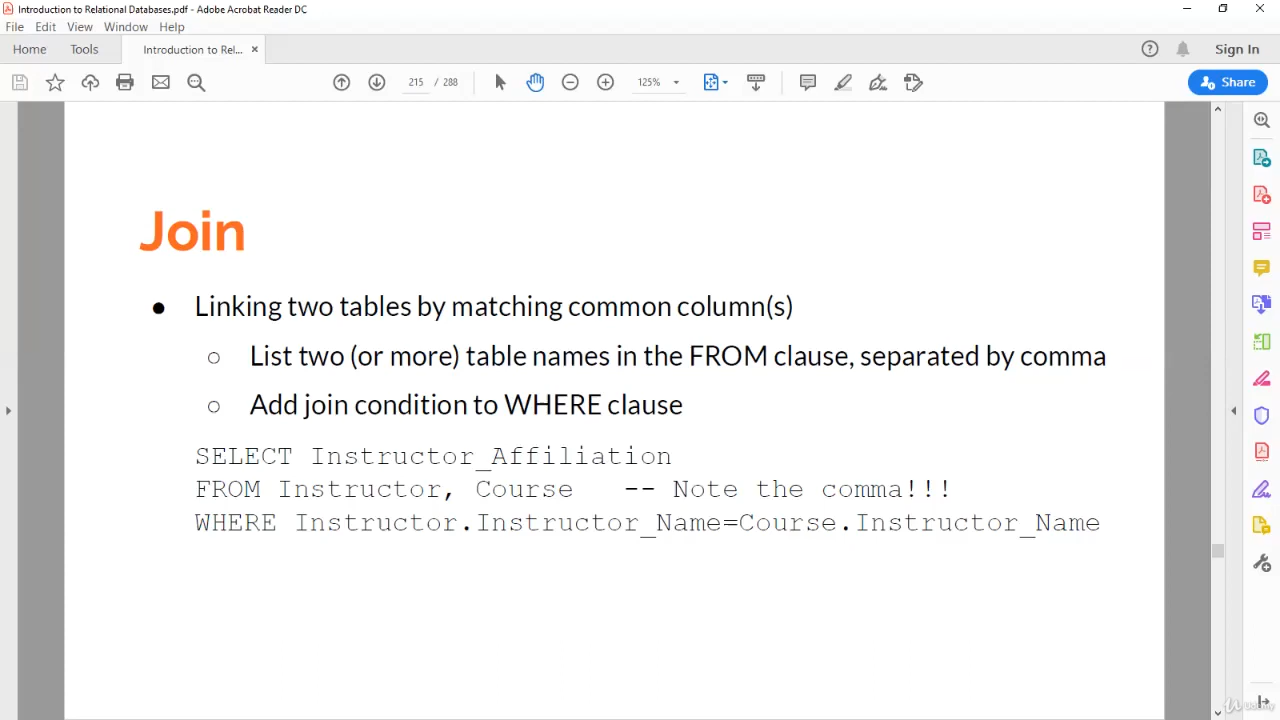 Introduction to Relational Databases.pdf - Adobe Acrobat Reader DC
File Edit View Window Help
Home Tools Introduction to Rel... × Sign In
215 / 288 125% Share
Join
● Linking two tables by matching common column(s)
○ List two (or more) table names in the FROM clause, separated by comma
○ Add join condition to WHERE clause
SELECT Instructor_Affiliation
FROM Instructor, Course -- Note the comma!!!
WHERE Instructor.Instructor_Name=Course.Instructor_Name